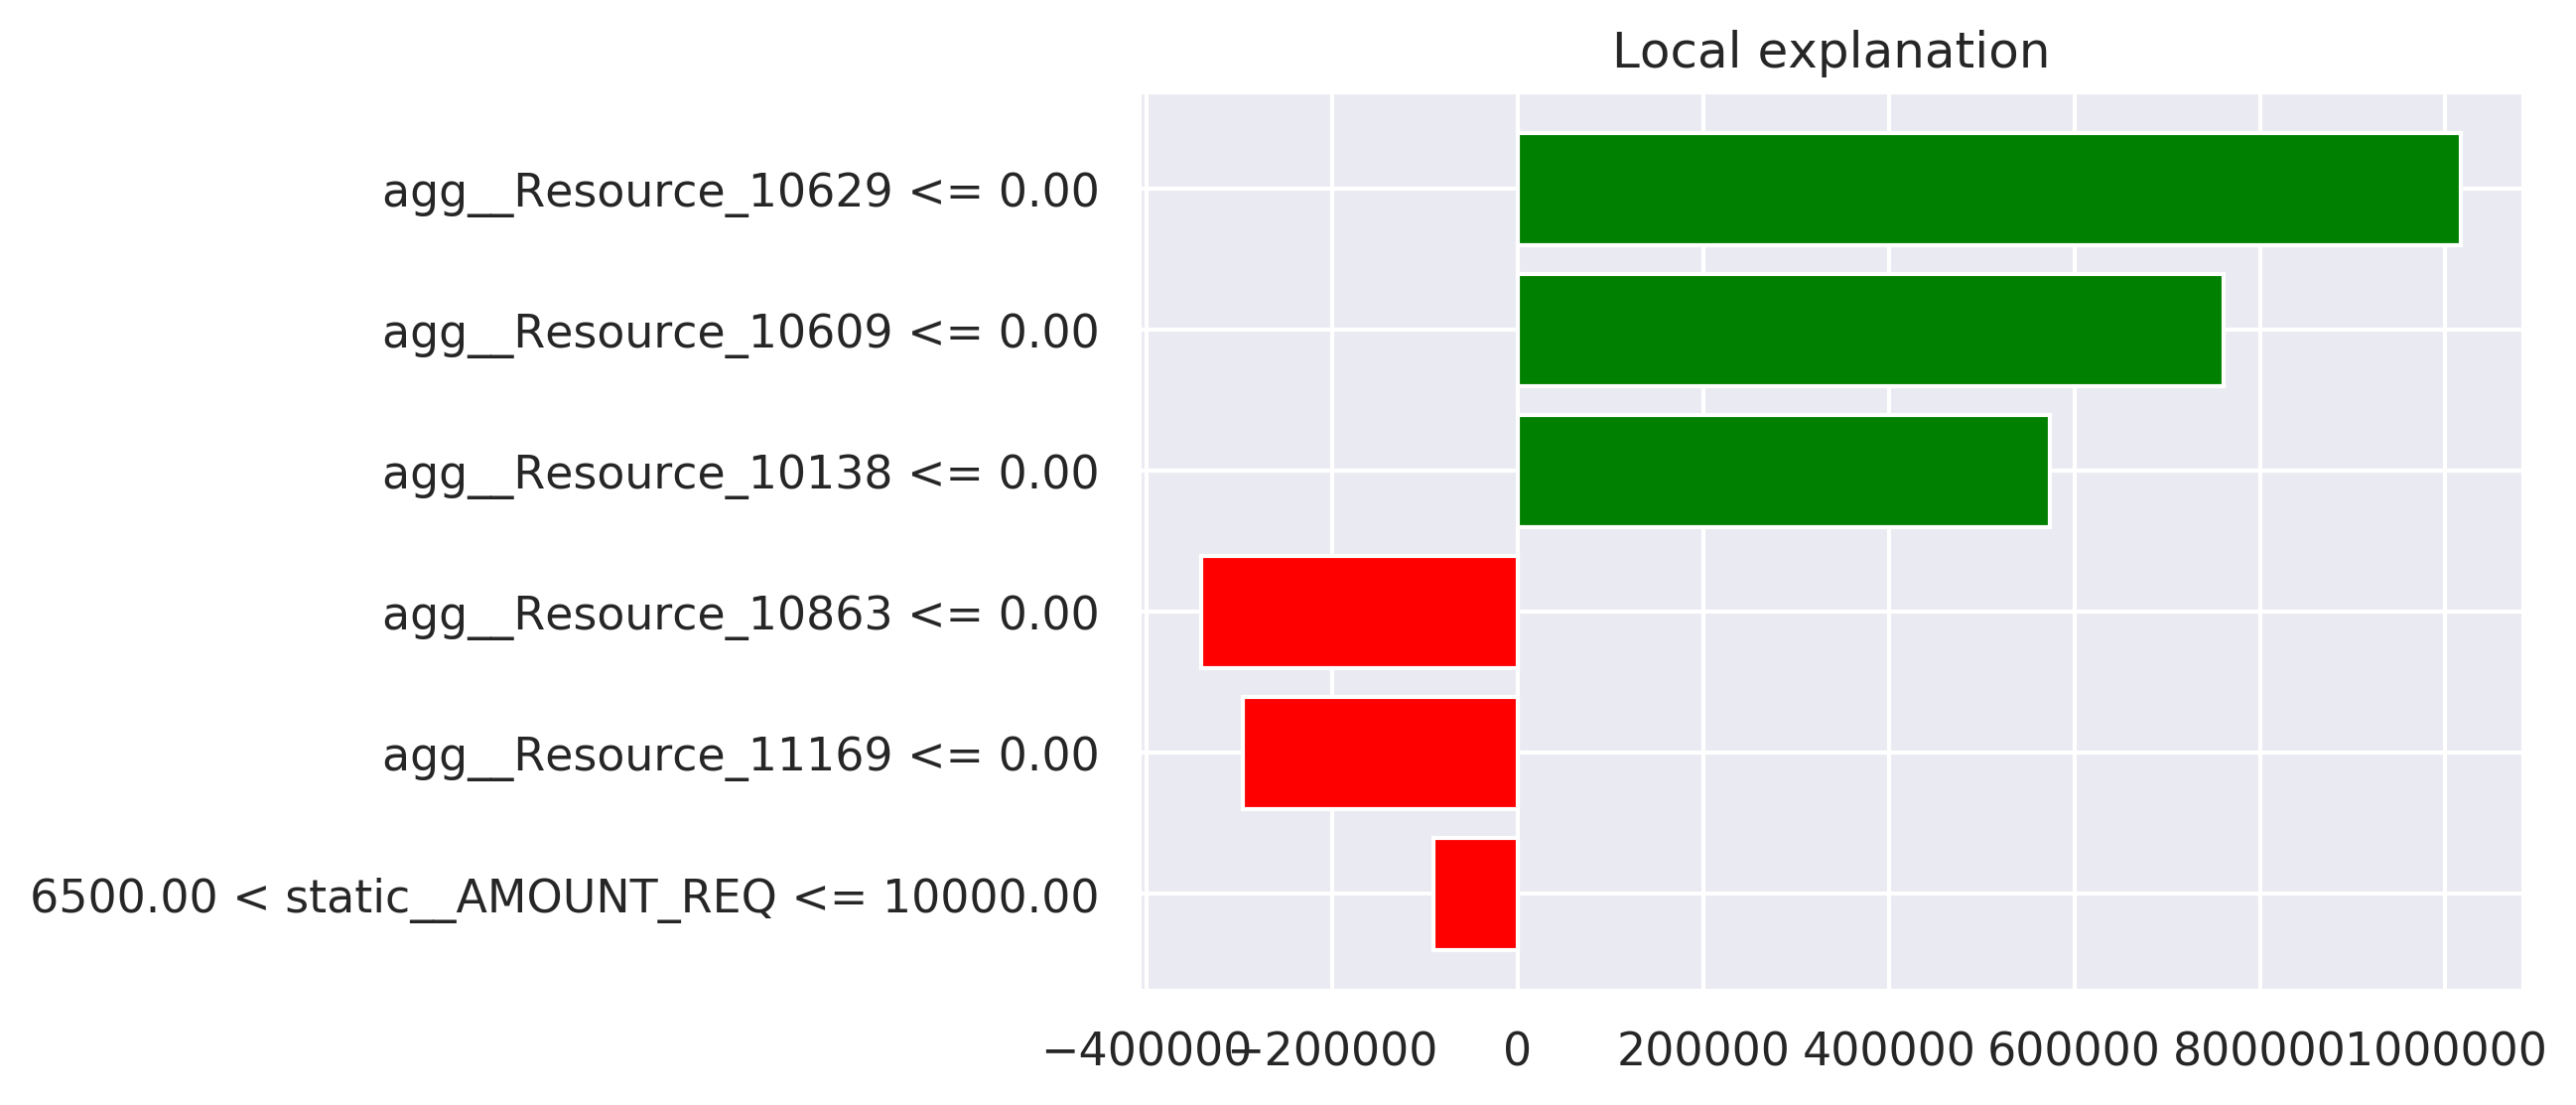 Local explanation
agg__Resource_10629 <= 0.00
agg__Resource_10609 <= 0.00
agg__Resource_10138 <= 0.00
agg__Resource_10863 <= 0.00
agg__Resource_11169 <= 0.00
6500.00 < static__AMOUNT_REQ <= 10000.00
−400000 −200000 0 200000 400000 600000 800000 1000000